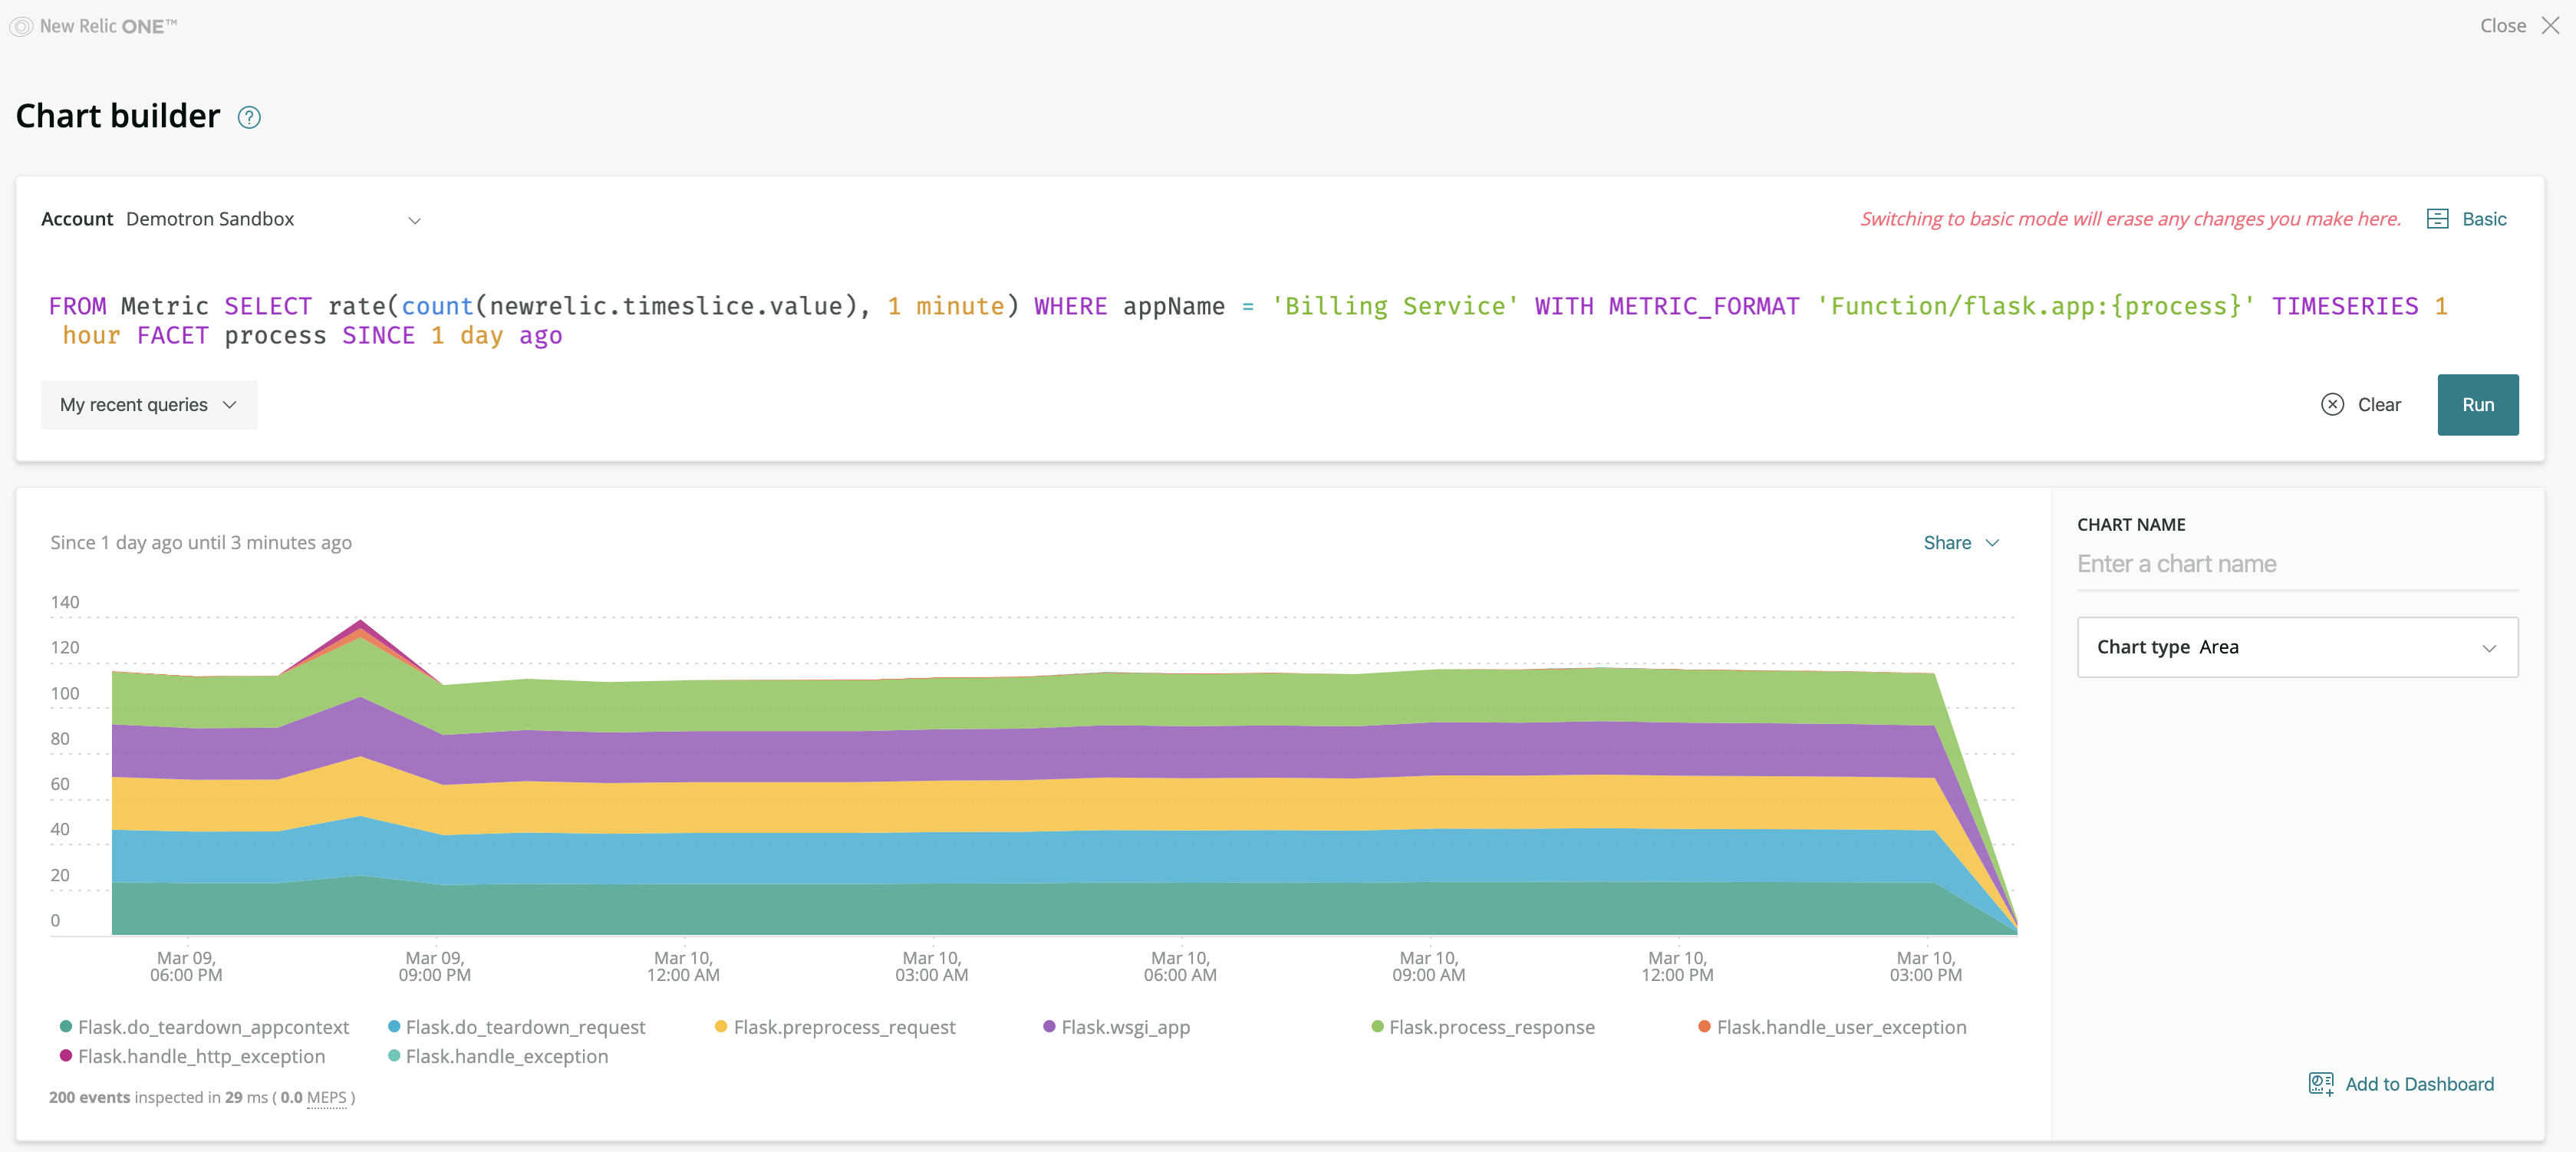 New Relic ONE™
Close
Chart builder ?
Account Demotron Sandbox
Switching to basic mode will erase any changes you make here.
Basic
FROM Metric SELECT rate(count(newrelic.timeslice.value), 1 minute) WHERE appName = 'Billing Service' WITH METRIC_FORMAT 'Function/flask.app:{process}' TIMESERIES 1
hour FACET process SINCE 1 day ago
My recent queries
Clear
Run
Since 1 day ago until 3 minutes ago
Share
140
120
100
80
60
40
20
0
Mar 09,
06:00 PM
Mar 09,
09:00 PM
Mar 10,
12:00 AM
Mar 10,
03:00 AM
Mar 10,
06:00 AM
Mar 10,
09:00 AM
Mar 10,
12:00 PM
Mar 10,
03:00 PM
Flask.do_teardown_appcontext
Flask.do_teardown_request
Flask.preprocess_request
Flask.wsgi_app
Flask.process_response
Flask.handle_user_exception
Flask.handle_http_exception
Flask.handle_exception
200 events inspected in 29 ms ( 0.0 MEPS )
CHART NAME
Enter a chart name
Chart type Area
Add to Dashboard